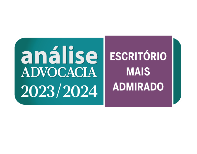 análise
ADVOCACIA
2023/2024
ESCRITÓRIO
MAIS
ADMIRADO